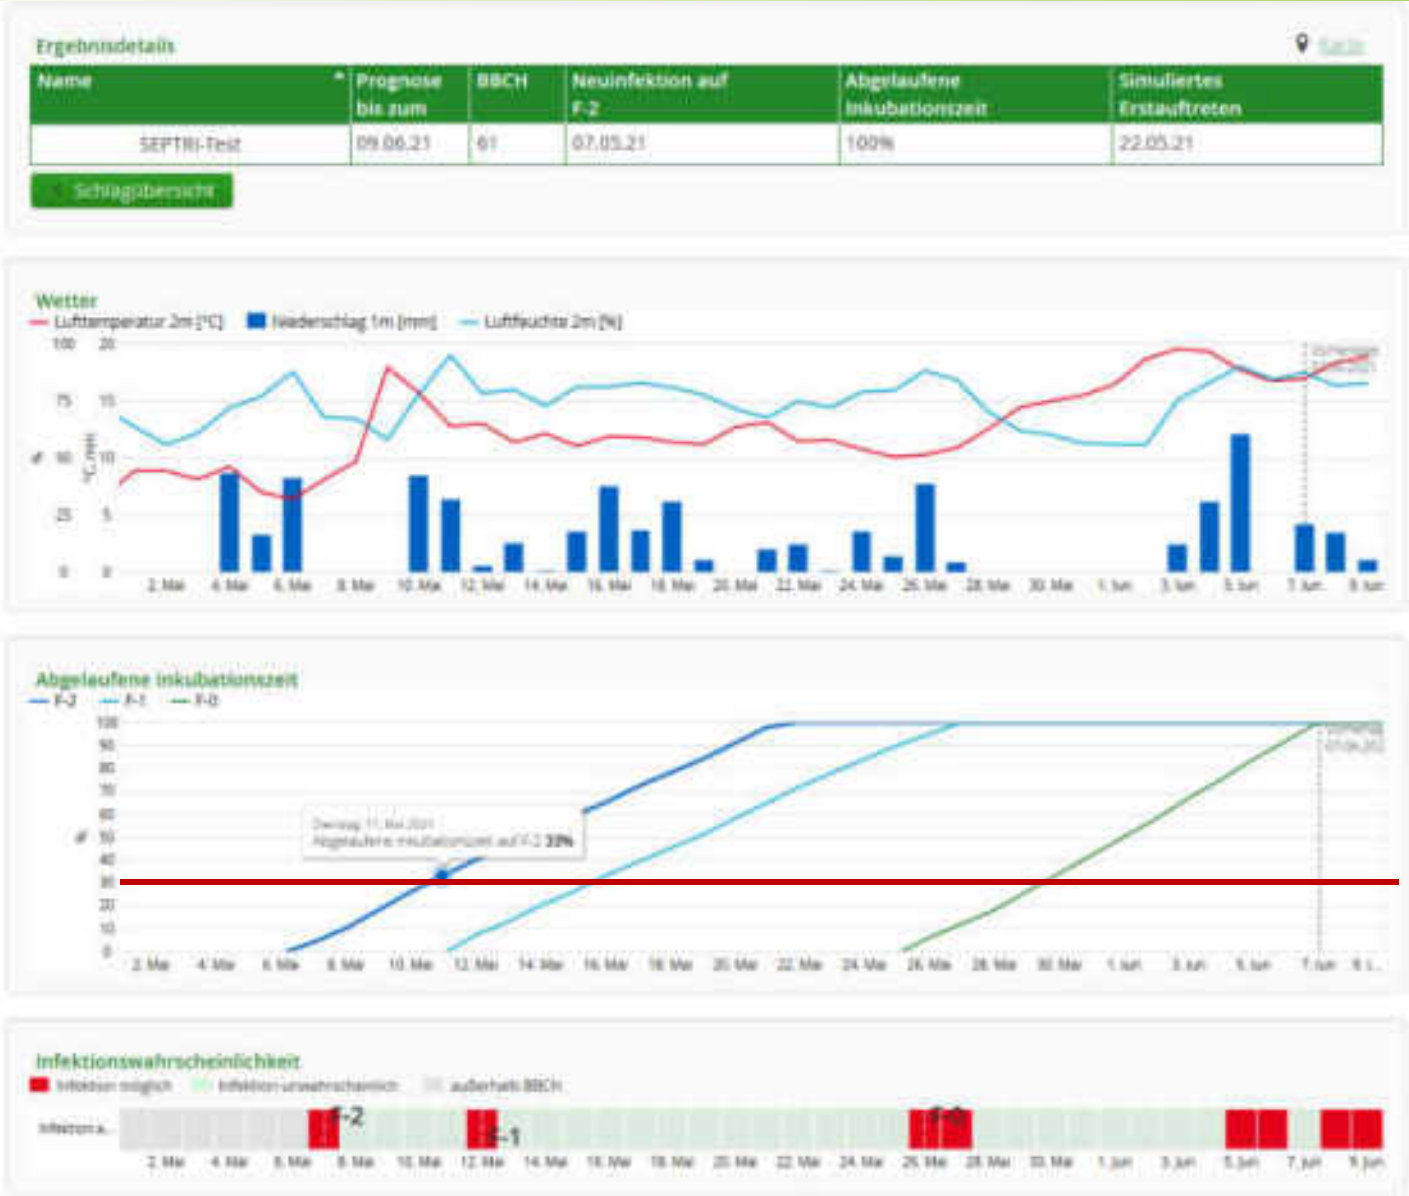 Ergebnisdetails
Karte
Name Prognose bis zum BBCH Neuinfektion auf F-2 Abgelaufene Inkubationszeit Simuliertes Erstauftreten
SEPTRI-Test 09.06.21 61 07.05.21 100% 22.05.21
Schlagübersicht
Wetter
Lufttemperatur 2m [°C] Niederschlag 1m [mm] Luftfeuchte 2m [%]
100 20
75 15
% 50 °C, mm 10
25 5
0 0
2. Mai 4. Mai 6. Mai 8. Mai 10. Mai 12. Mai 14. Mai 16. Mai 18. Mai 20. Mai 22. Mai 24. Mai 26. Mai 28. Mai 30. Mai 1. Jun 3. Jun 5. Jun 7. Jun 9. Jun
Abgelaufene Inkubationszeit
F-2 F-1 F-0
100
90
80
70
60
% 50
40
30
20
10
0
Dienstag, 11. Mai 2021
Abgelaufene Inkubationszeit auf F-2 33%
2. Mai 4. Mai 6. Mai 8. Mai 10. Mai 12. Mai 14. Mai 16. Mai 18. Mai 20. Mai 22. Mai 24. Mai 26. Mai 28. Mai 30. Mai 1. Jun 3. Jun 5. Jun 7. Jun 9. J...
Infektionswahrscheinlichkeit
Infektion möglich Infektion unwahrscheinlich außerhalb BBCH
Infektion a...
F-2
F-1
F-0
2. Mai 4. Mai 6. Mai 8. Mai 10. Mai 12. Mai 14. Mai 16. Mai 18. Mai 20. Mai 22. Mai 24. Mai 26. Mai 28. Mai 30. Mai 1. Jun 3. Jun 5. Jun 7. Jun 9. Jun